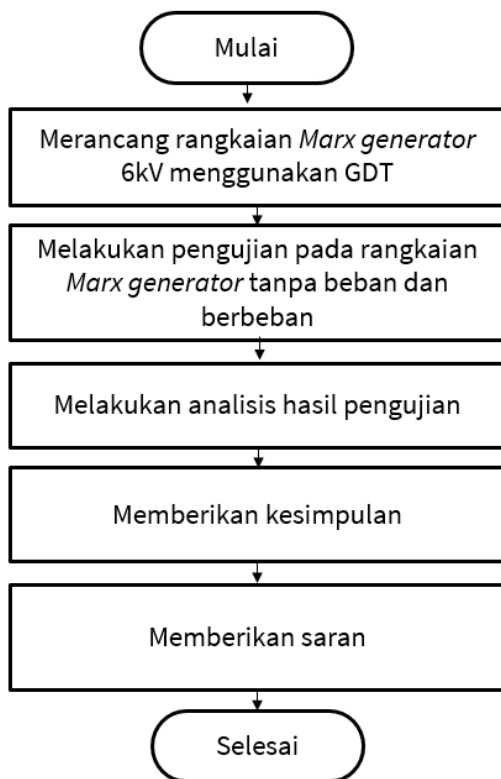 Mulai
Merancang rangkaian Marx generator
6kV menggunakan GDT
Melakukan pengujian pada rangkaian
Marx generator tanpa beban dan
berbeban
Melakukan analisis hasil pengujian
Memberikan kesimpulan
Memberikan saran
Selesai